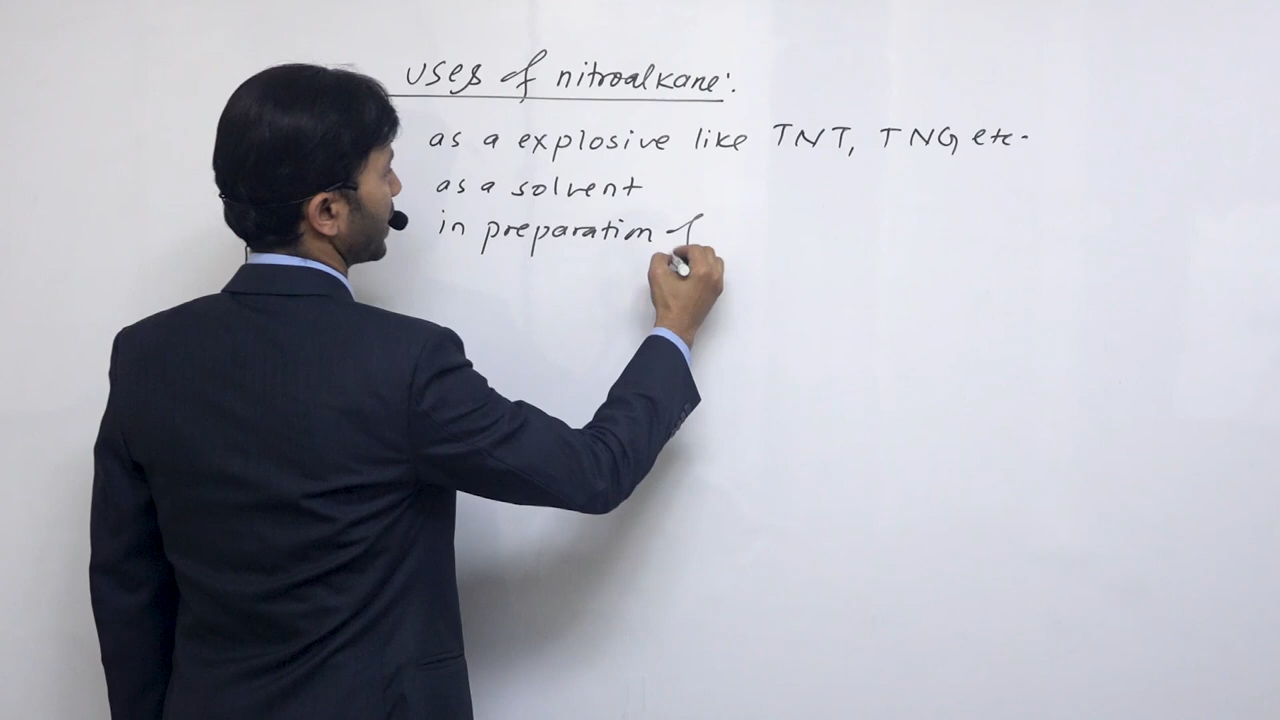 uses of nitroalkane:
as a explosive like TNT, TNG etc.
as a solvent
in preparation of